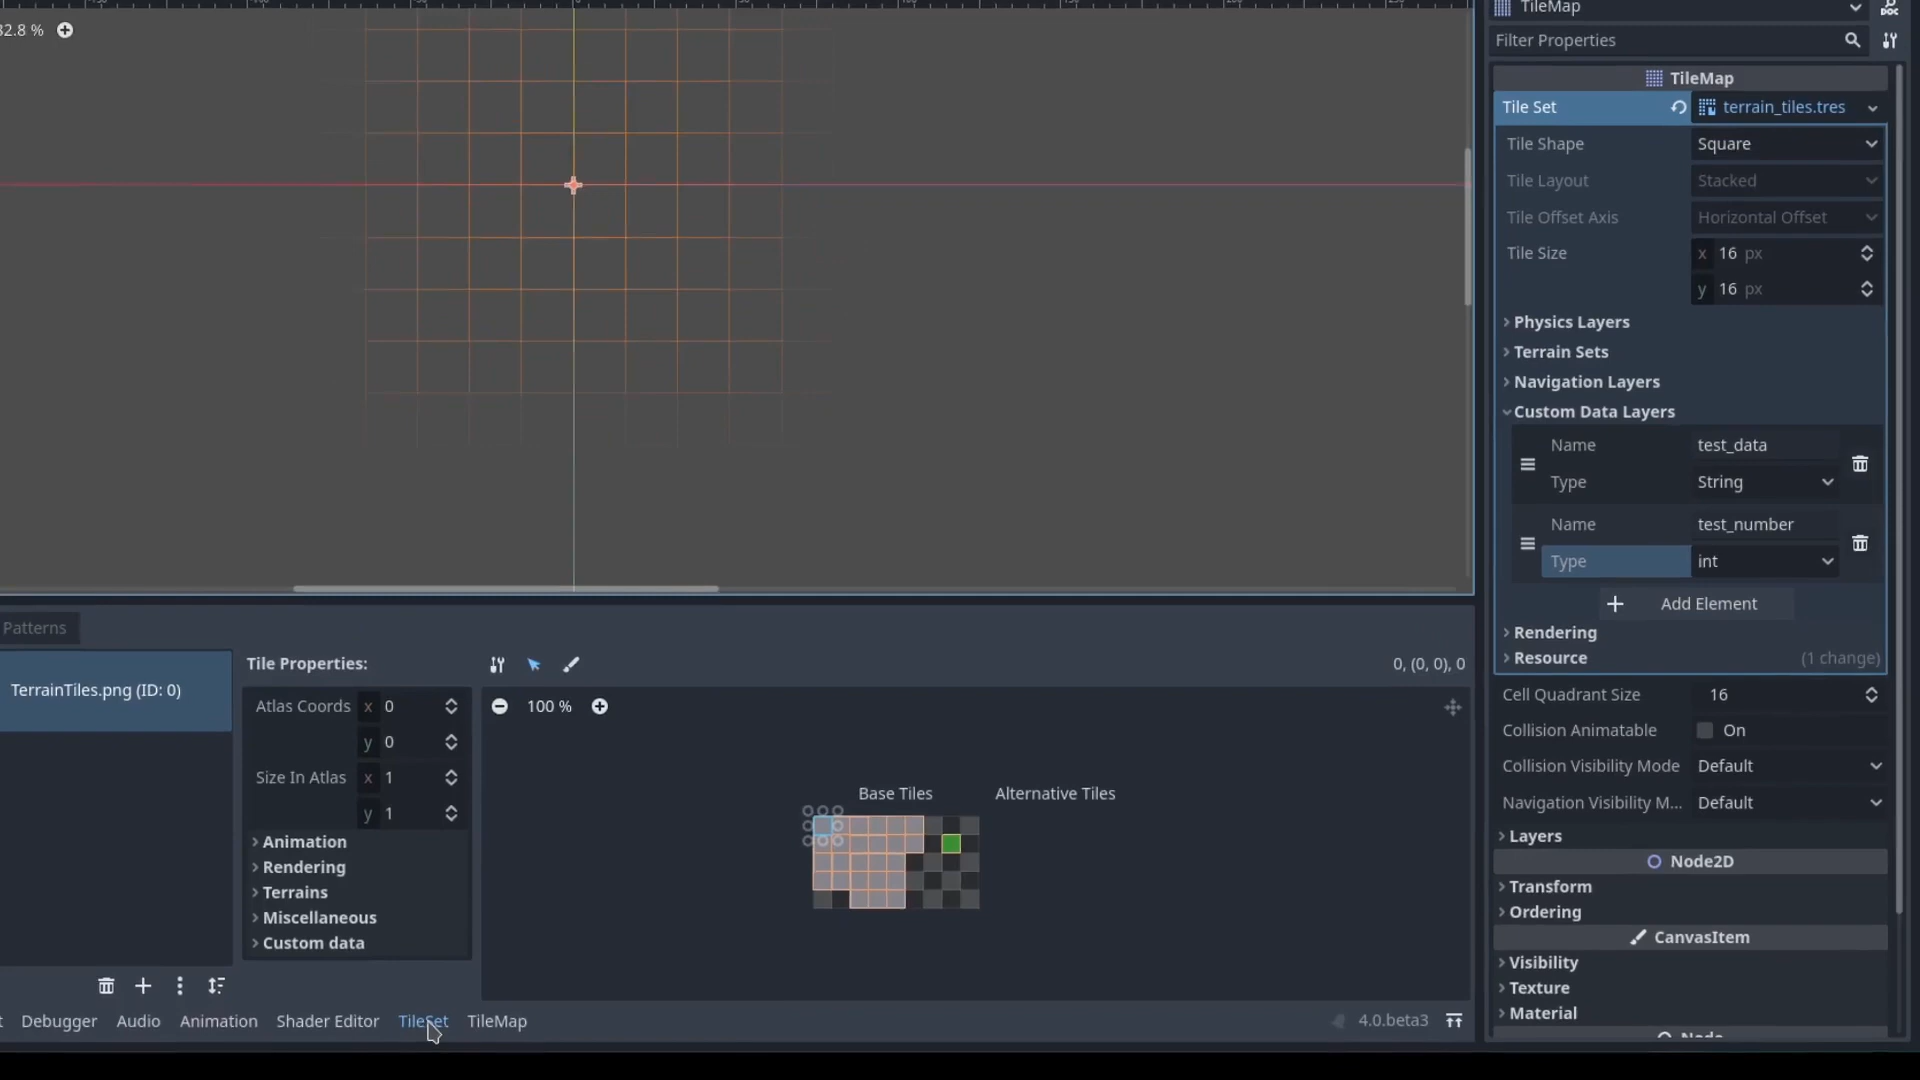 TileMap
32.8 %
Filter Properties
TileMap
Tile Set terrain_tiles.tres
Tile Shape Square
Tile Layout Stacked
Tile Offset Axis Horizontal Offset
Tile Size x 16 px
y 16 px
Physics Layers
Terrain Sets
Navigation Layers
Custom Data Layers
Name test_data
Type String
Name test_number
Type int
Add Element
Rendering
Resource (1 change)
Cell Quadrant Size 16
Collision Animatable On
Collision Visibility Mode Default
Navigation Visibility M... Default
Layers
Node2D
Transform
Ordering
CanvasItem
Visibility
Texture
Material
Node
Patterns
TerrainTiles.png (ID: 0)
Tile Properties:
0, (0, 0), 0
Atlas Coords x 0
y 0
Size In Atlas x 1
y 1
Animation
Rendering
Terrains
Miscellaneous
Custom data
100 %
Base Tiles Alternative Tiles
Debugger Audio Animation Shader Editor TileSet TileMap 4.0.beta3